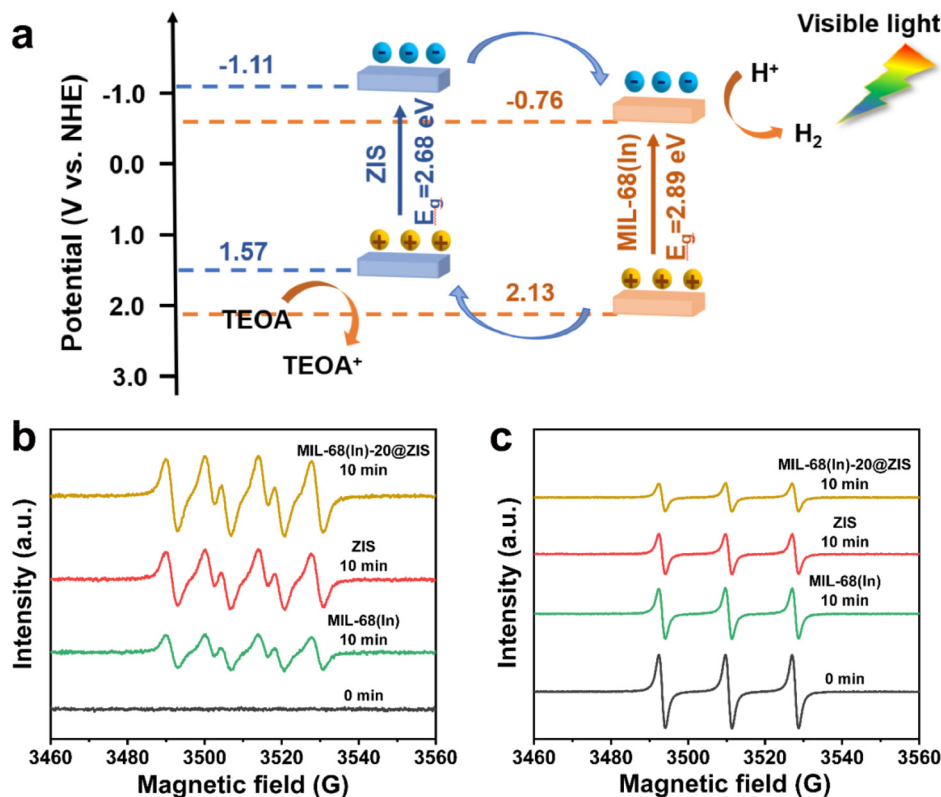 a
Visible light
Potential (V vs. NHE)
-1.0
0.0
1.0
2.0
3.0
-1.11
-0.76
1.57
2.13
ZIS
Eg=2.68 eV
MIL-68(In)
Eg=2.89 eV
H+
H2
TEOA
TEOA+
- - -
- - -
+ + +
+ + +
b
Intensity (a.u.)
MIL-68(In)-20@ZIS
10 min
ZIS
10 min
MIL-68(In)
10 min
0 min
3460 3480 3500 3520 3540 3560
Magnetic field (G)
c
Intensity (a.u.)
MIL-68(In)-20@ZIS
10 min
ZIS
10 min
MIL-68(In)
10 min
0 min
3460 3480 3500 3520 3540 3560
Magnetic field (G)